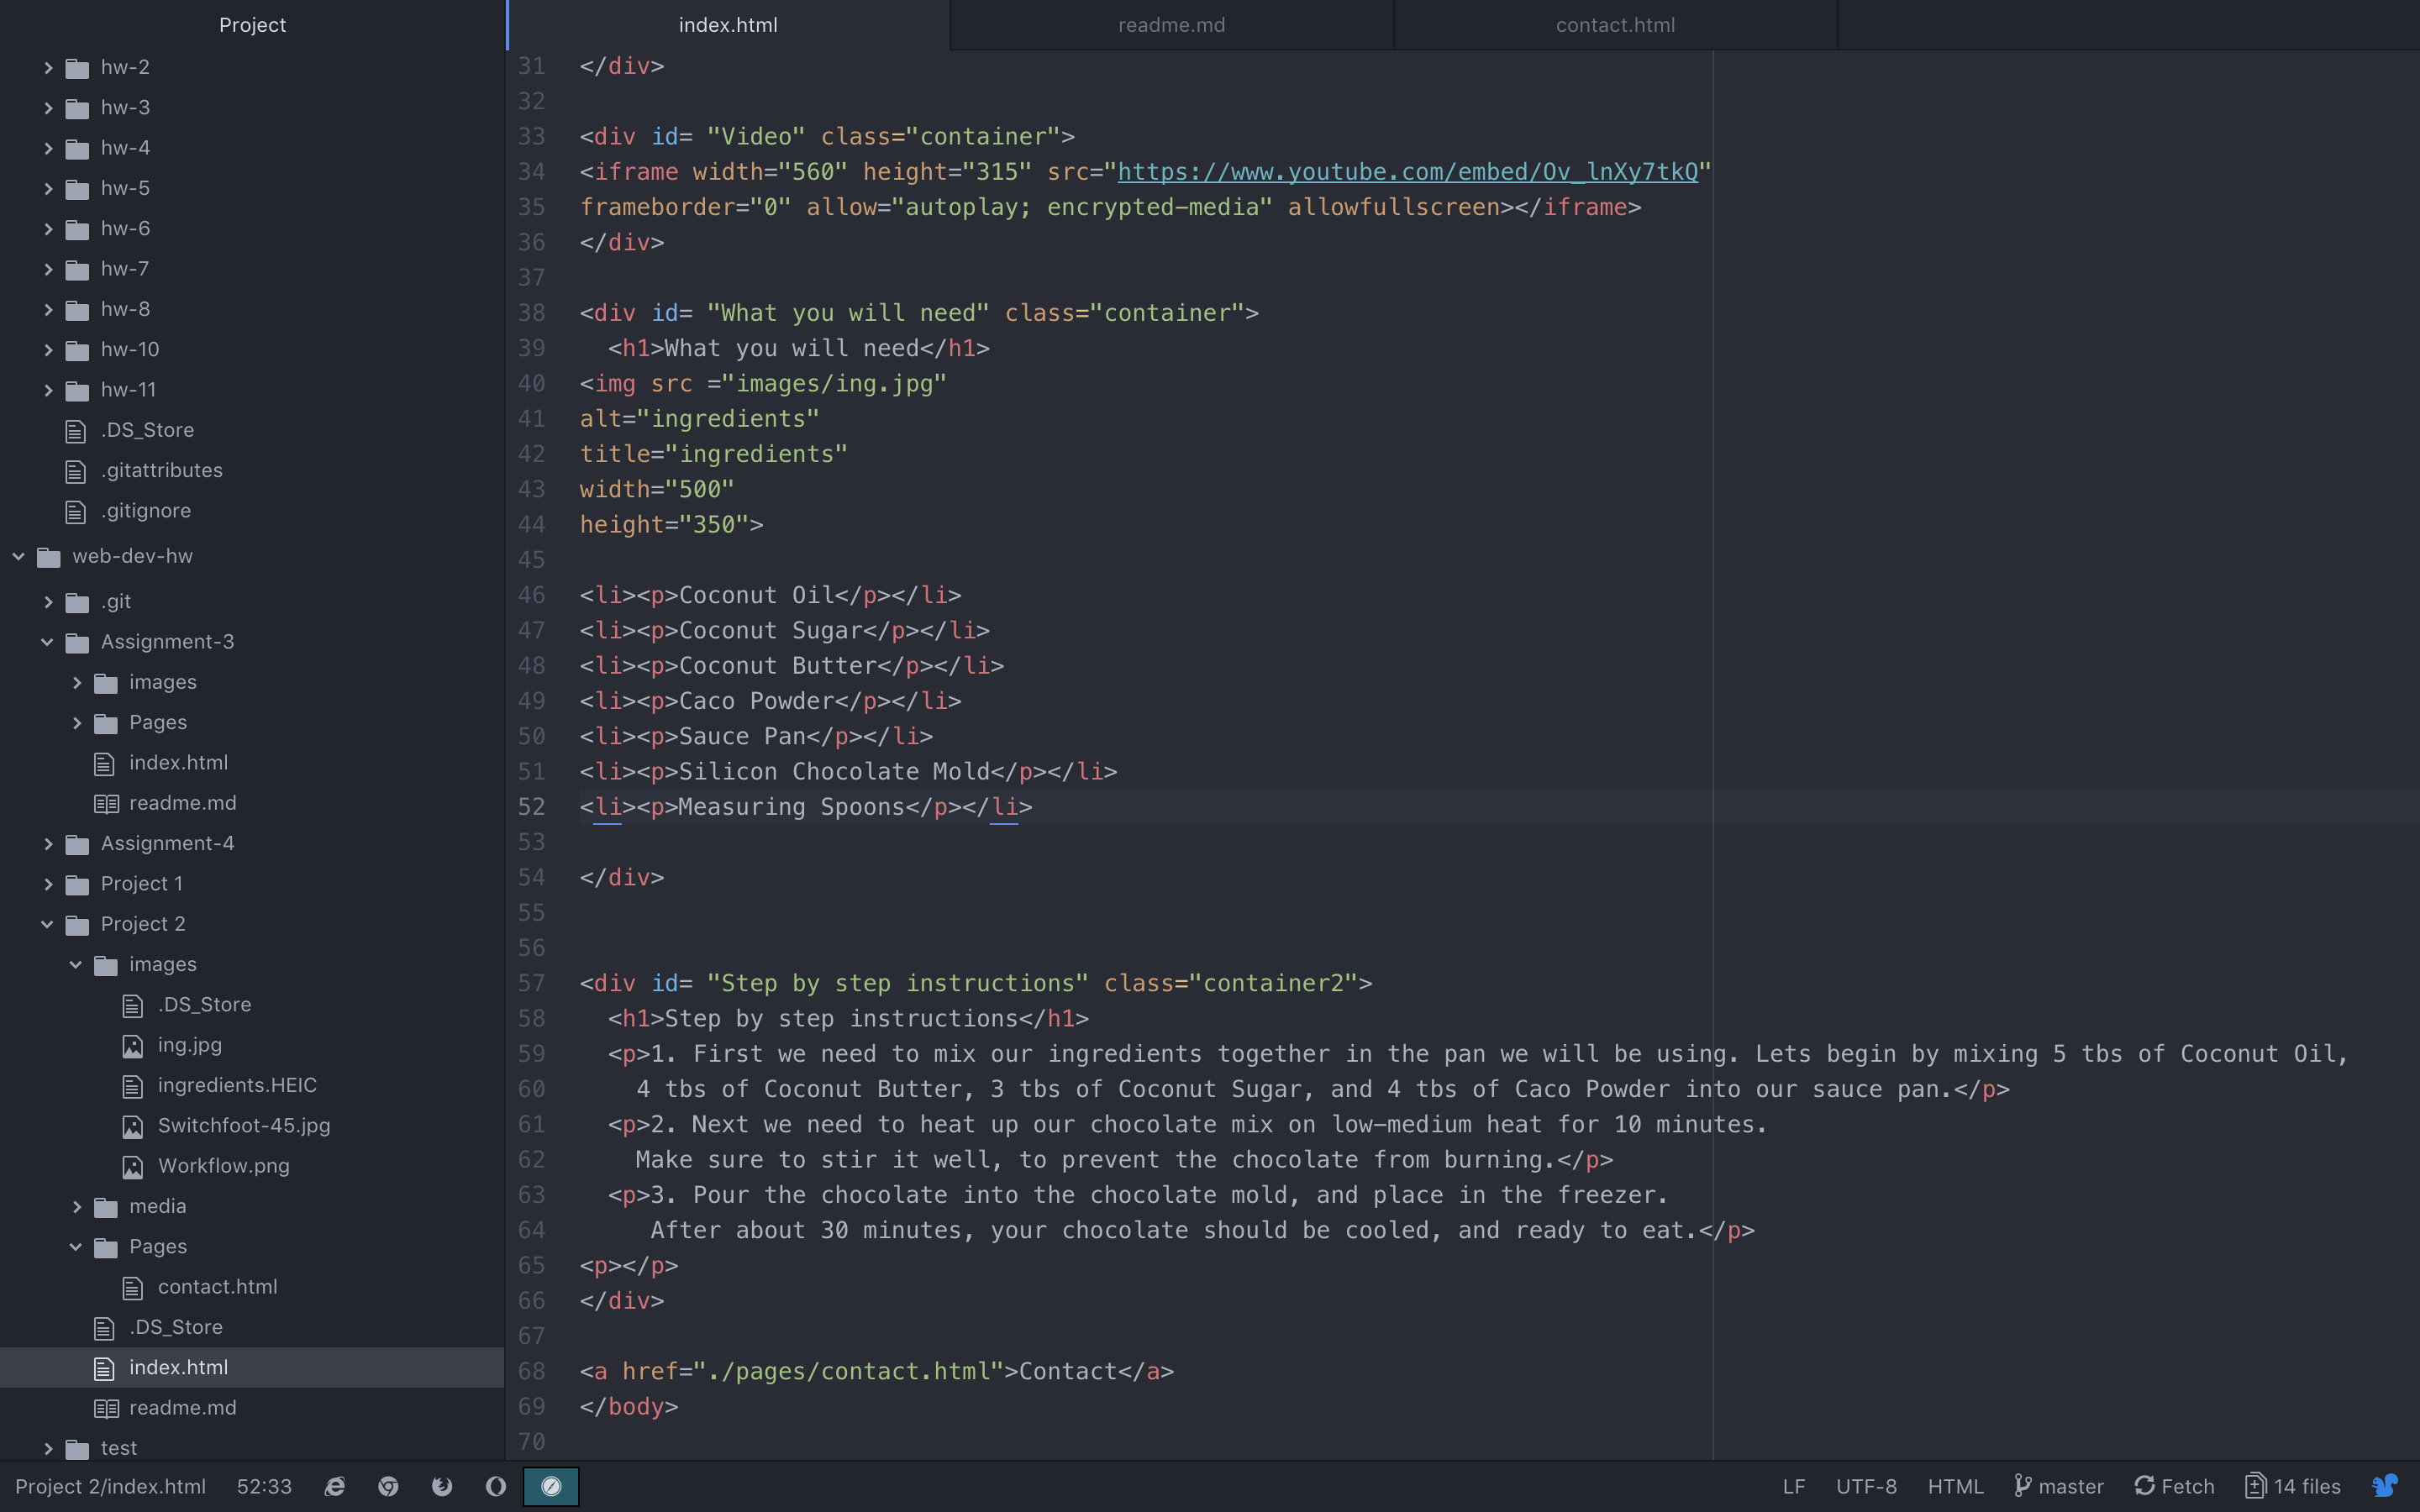 Project
hw-2
hw-3
hw-4
hw-5
hw-6
hw-7
hw-8
hw-10
hw-11
.DS_Store
.gitattributes
.gitignore
web-dev-hw
.git
Assignment-3
images
Pages
index.html
readme.md
Assignment-4
Project 1
Project 2
images
.DS_Store
ing.jpg
ingredients.HEIC
Switchfoot-45.jpg
Workflow.png
media
Pages
contact.html
.DS_Store
index.html
readme.md
test
index.html readme.md contact.html
31 </div>
32
33 <div id= "Video" class="container">
34 <iframe width="560" height="315" src="https://www.youtube.com/embed/Ov_lnXy7tkQ"
35 frameborder="0" allow="autoplay; encrypted-media" allowfullscreen></iframe>
36 </div>
37
38 <div id= "What you will need" class="container">
39 <h1>What you will need</h1>
40 <img src ="images/ing.jpg"
41 alt="ingredients"
42 title="ingredients"
43 width="500"
44 height="350">
45
46 <li><p>Coconut Oil</p></li>
47 <li><p>Coconut Sugar</p></li>
48 <li><p>Coconut Butter</p></li>
49 <li><p>Caco Powder</p></li>
50 <li><p>Sauce Pan</p></li>
51 <li><p>Silicon Chocolate Mold</p></li>
52 <li><p>Measuring Spoons</p></li>
53
54 </div>
55
56
57 <div id= "Step by step instructions" class="container2">
58 <h1>Step by step instructions</h1>
59 <p>1. First we need to mix our ingredients together in the pan we will be using. Lets begin by mixing 5 tbs of Coconut Oil,
60 4 tbs of Coconut Butter, 3 tbs of Coconut Sugar, and 4 tbs of Caco Powder into our sauce pan.</p>
61 <p>2. Next we need to heat up our chocolate mix on low-medium heat for 10 minutes.
62 Make sure to stir it well, to prevent the chocolate from burning.</p>
63 <p>3. Pour the chocolate into the chocolate mold, and place in the freezer.
64 After about 30 minutes, your chocolate should be cooled, and ready to eat.</p>
65 <p></p>
66 </div>
67
68 <a href="./pages/contact.html">Contact</a>
69 </body>
70
Project 2/index.html 52:33 LF UTF-8 HTML master Fetch 14 files